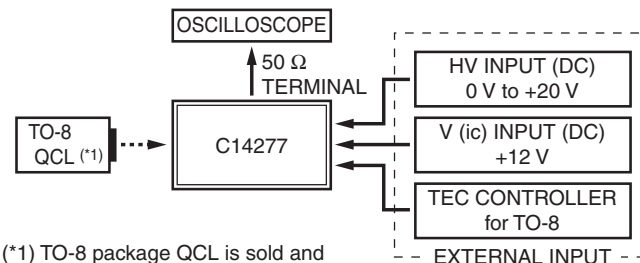 OSCILLOSCOPE
50 Ω
TERMINAL
HV INPUT (DC)
0 V to +20 V
TO-8
QCL (*1)
C14277
V (ic) INPUT (DC)
+12 V
TEC CONTROLLER
for TO-8
EXTERNAL INPUT
(*1) TO-8 package QCL is sold and